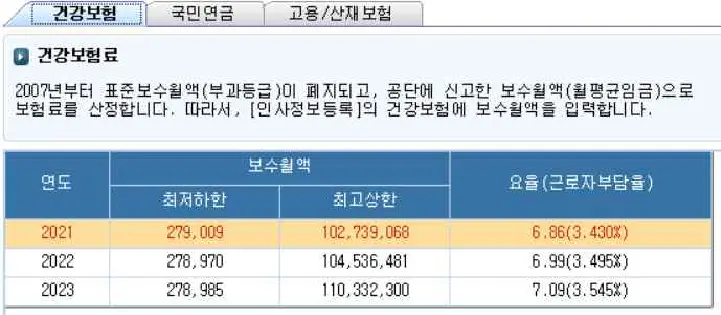 건강보험 국민연금 고용/산재보험
건강보험료
2007년부터 표준보수월액(부과등급)이 폐지되고, 공단에 신고한 보수월액(월평균임금)으로
보험료를 산정합니다. 따라서, [인사정보등록]의 건강보험에 보수월액을 입력합니다.
연도 보수월액 요율(근로자부담율)
최저하한 최고상한
2021 279,009 102,739,068 6.86(3.430%)
2022 278,970 104,536,481 6.99(3.495%)
2023 278,985 110,332,300 7.09(3.545%)